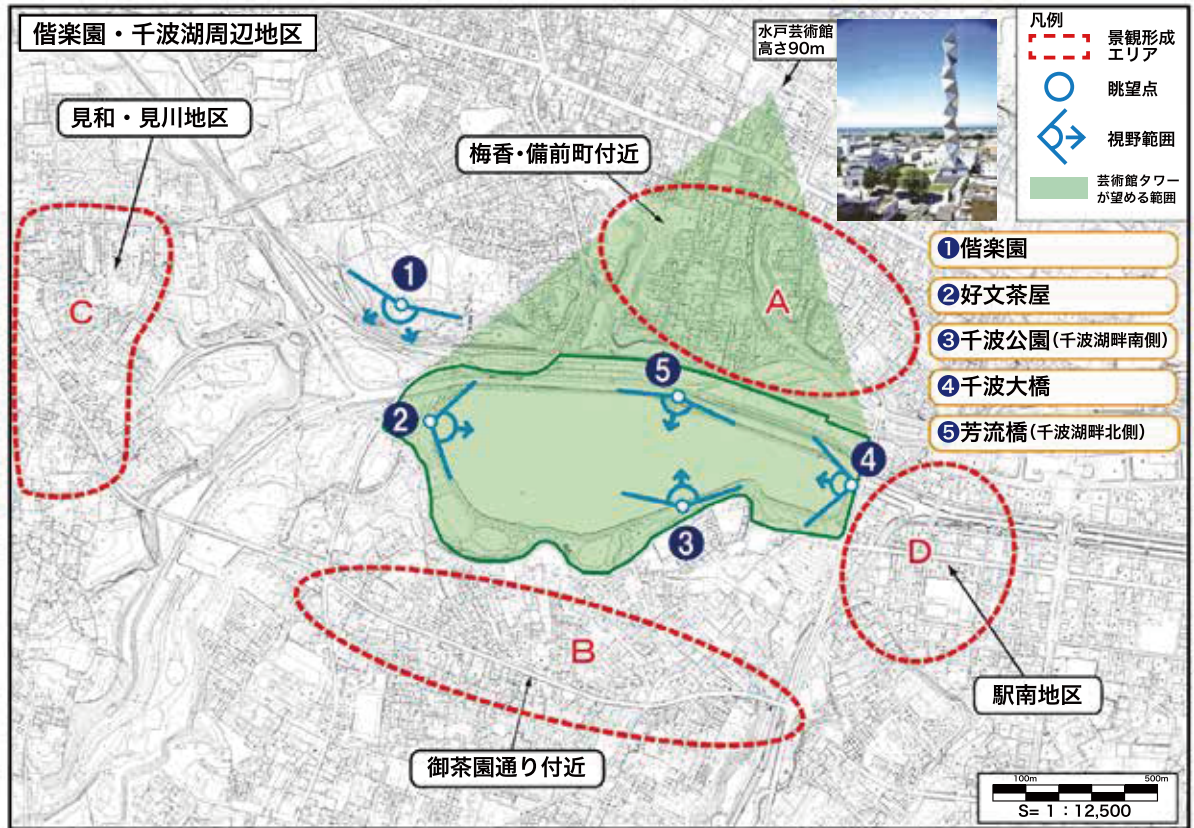 偕楽園・千波湖周辺地区
水戸芸術館
高さ90m
凡例
景観形成
エリア
眺望点
視野範囲
芸術館タワー
が望める範囲
見和・見川地区
梅香・備前町付近
❶偕楽園
❷好文茶屋
❸千波公園(千波湖畔南側)
❹千波大橋
❺芳流橋(千波湖畔北側)
1
C
A
5
2
4
3
D
B
駅南地区
御茶園通り付近
100m 500m
S= 1 : 12,500